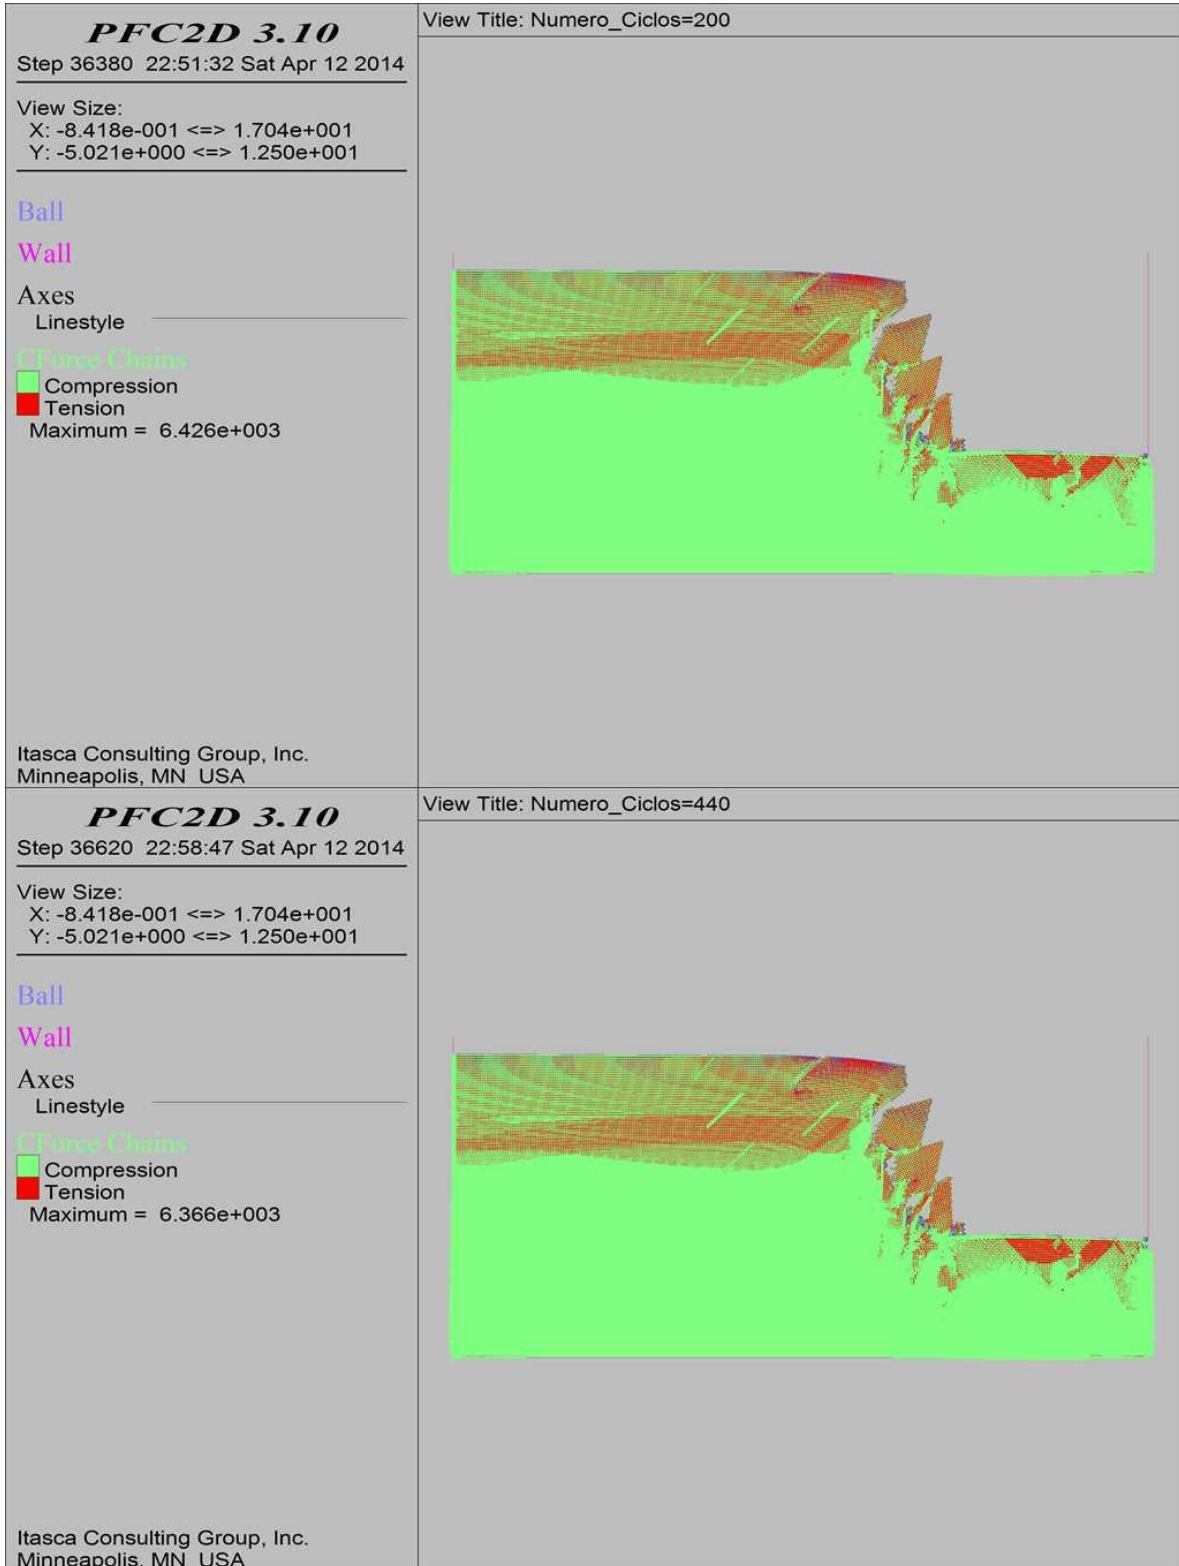 PFC2D 3.10
Step 36380 22:51:32 Sat Apr 12 2014
View Size:
X: -8.418e-001 <=> 1.704e+001
Y: -5.021e+000 <=> 1.250e+001
Ball
Wall
Axes
Linestyle
CForce Chains
Compression
Tension
Maximum = 6.426e+003
Itasca Consulting Group, Inc.
Minneapolis, MN USA
View Title: Numero_Ciclos=200
PFC2D 3.10
Step 36620 22:58:47 Sat Apr 12 2014
View Size:
X: -8.418e-001 <=> 1.704e+001
Y: -5.021e+000 <=> 1.250e+001
Ball
Wall
Axes
Linestyle
CForce Chains
Compression
Tension
Maximum = 6.366e+003
Itasca Consulting Group, Inc.
Minneapolis, MN USA
View Title: Numero_Ciclos=440